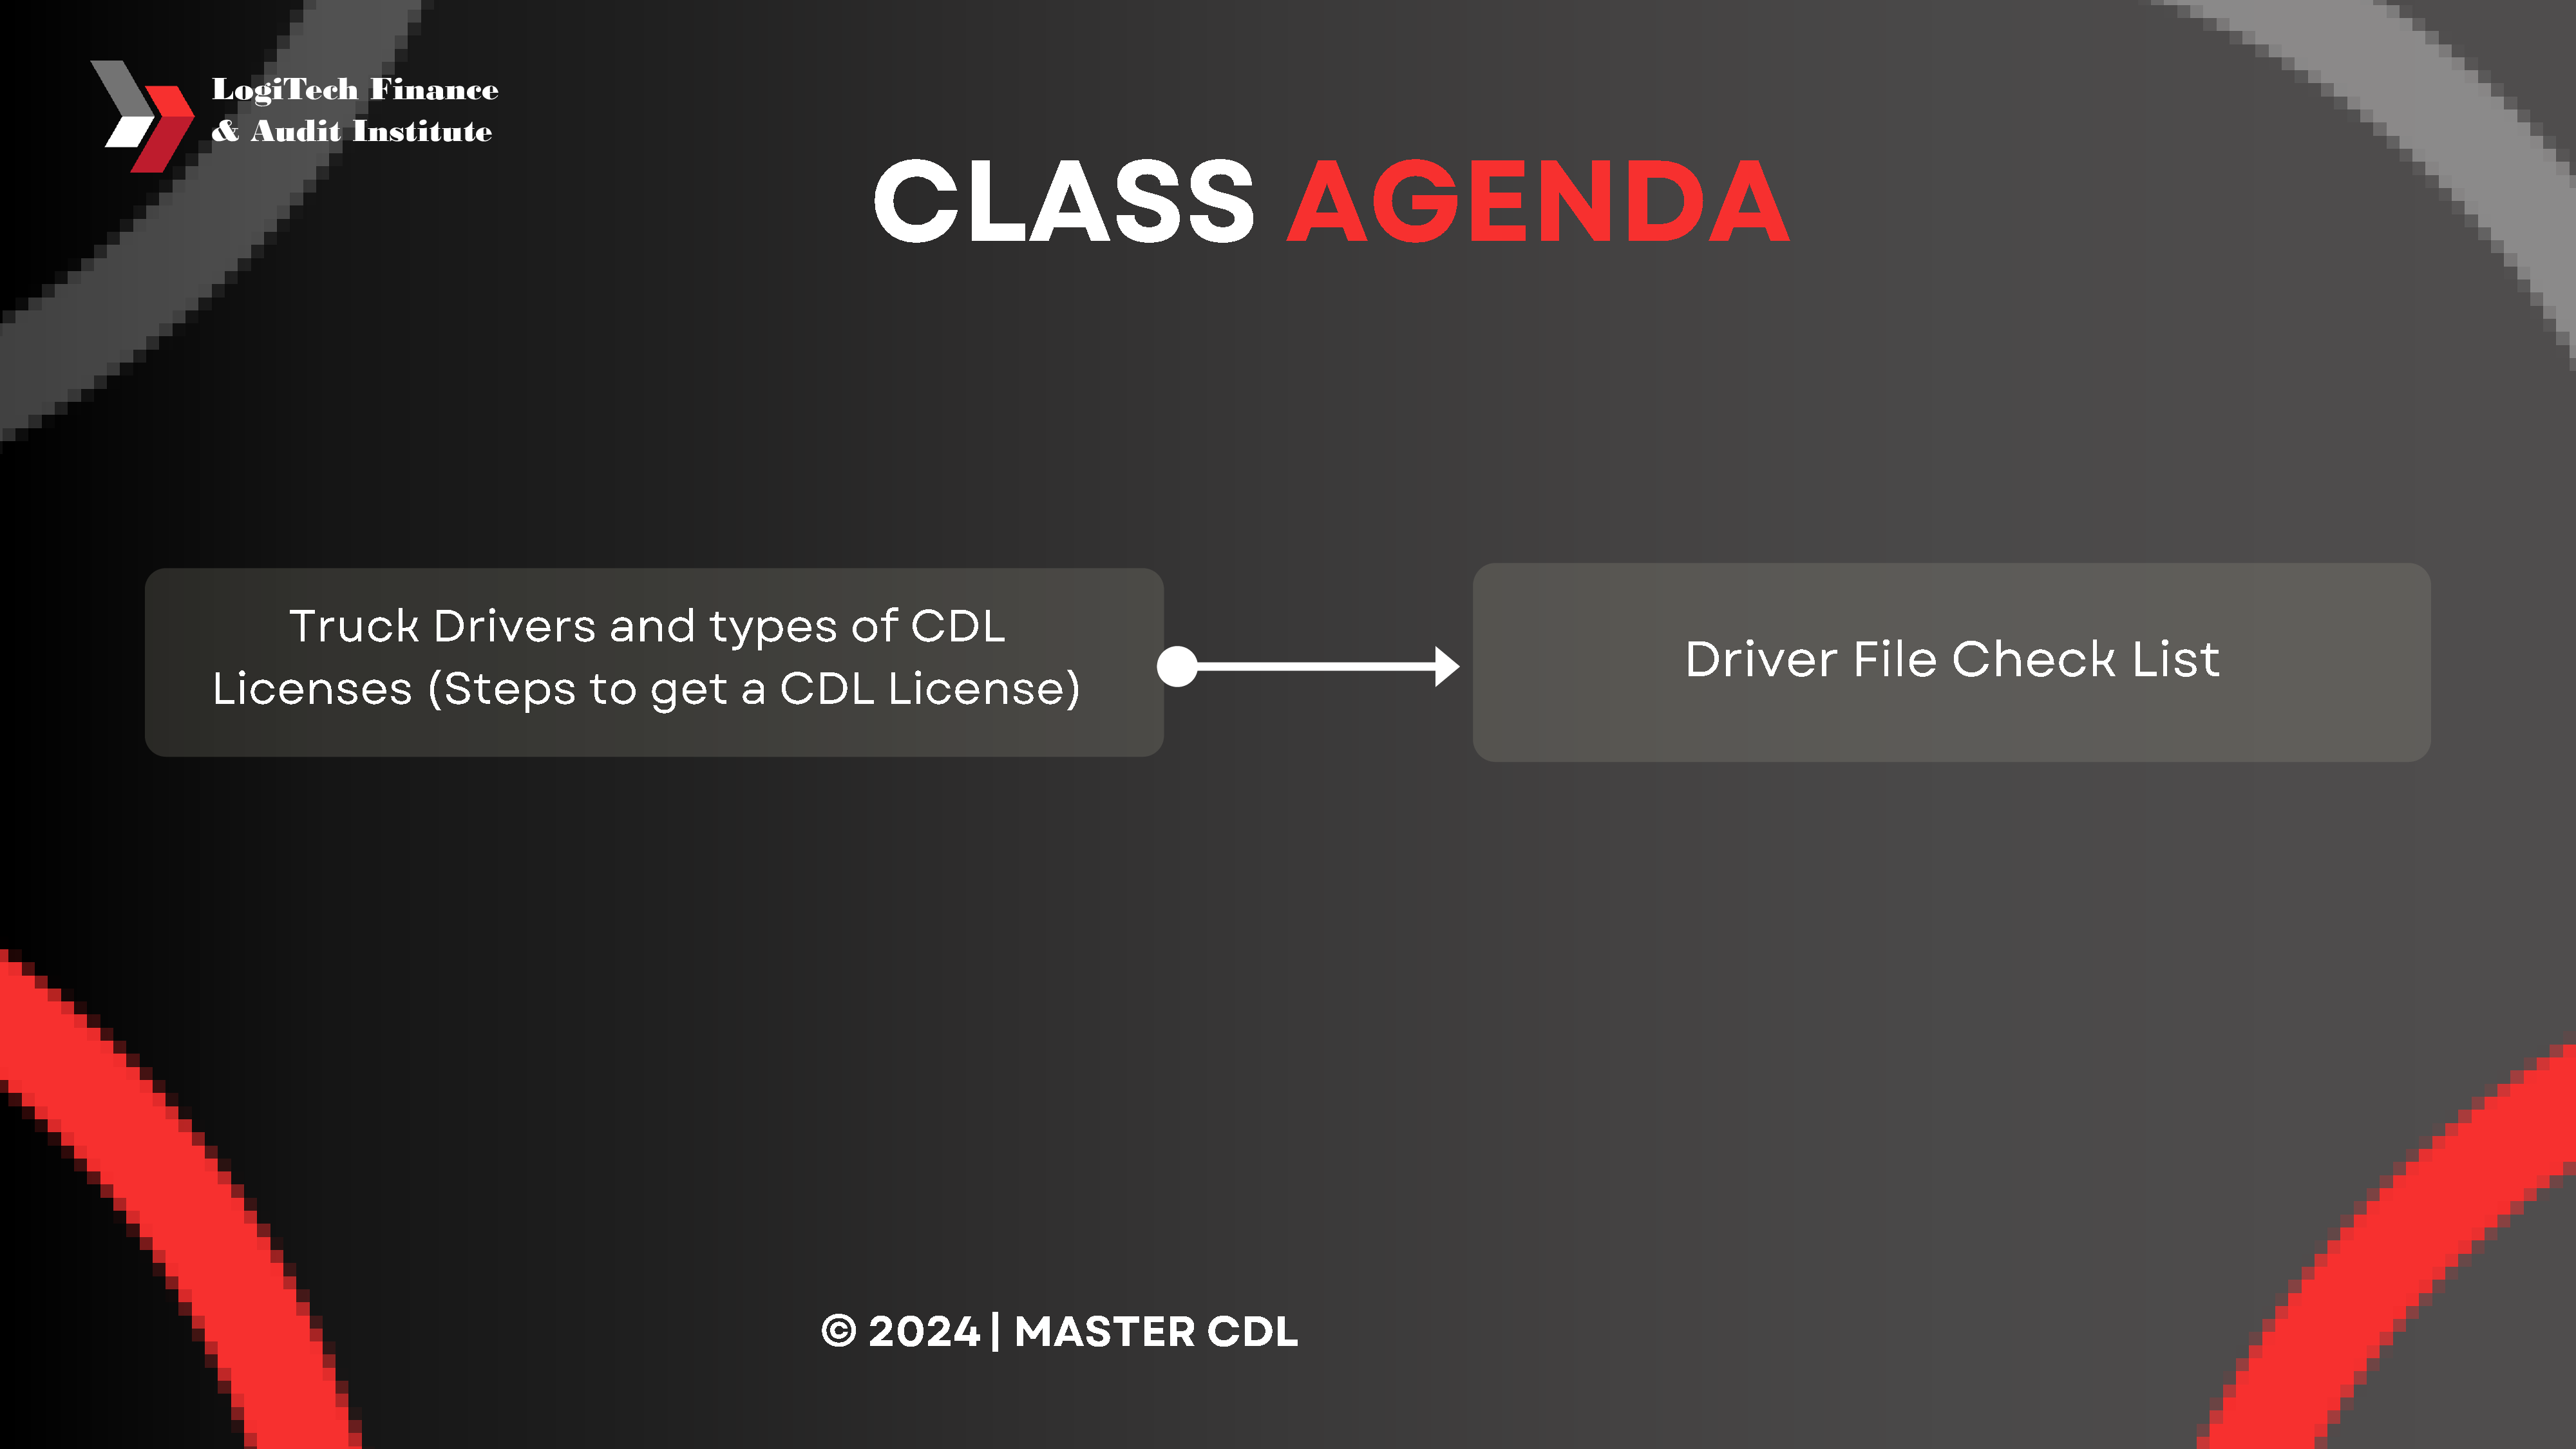 LogiTech Finance
& Audit Institute
CLASS AGENDA
Truck Drivers and types of CDL
Licenses (Steps to get a CDL License)
Driver File Check List
© 2024 | MASTER CDL